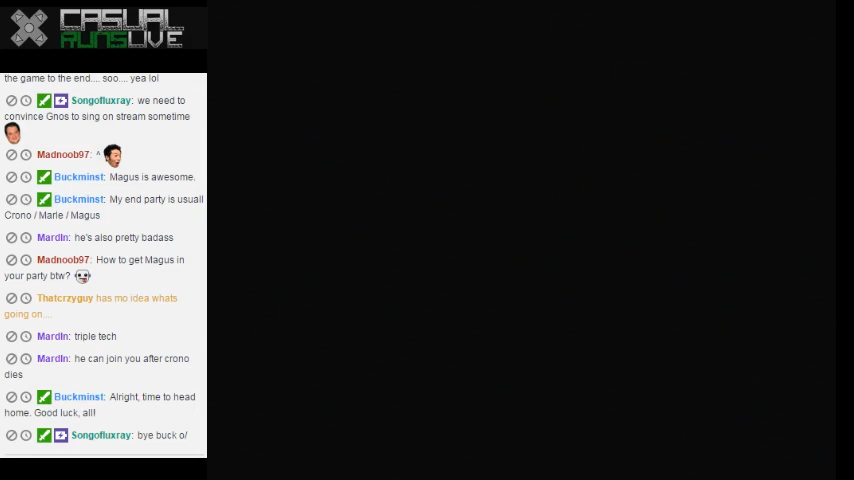 CASUAL
RUNSLIVE
the game to the end.... soo.... yea lol
Songofluxray: we need to
convince Gnos to sing on stream sometime
Madnoob97: ^
Buckminst: Magus is awesome.
Buckminst: My end party is usuall
Crono / Marle / Magus
Mardln: he's also pretty badass
Madnoob97: How to get Magus in
your party btw?
Thatcrzyguy has mo idea whats
going on....
Mardln: triple tech
Mardln: he can join you after crono
dies
Buckminst: Alright, time to head
home. Good luck, all!
Songofluxray: bye buck o/